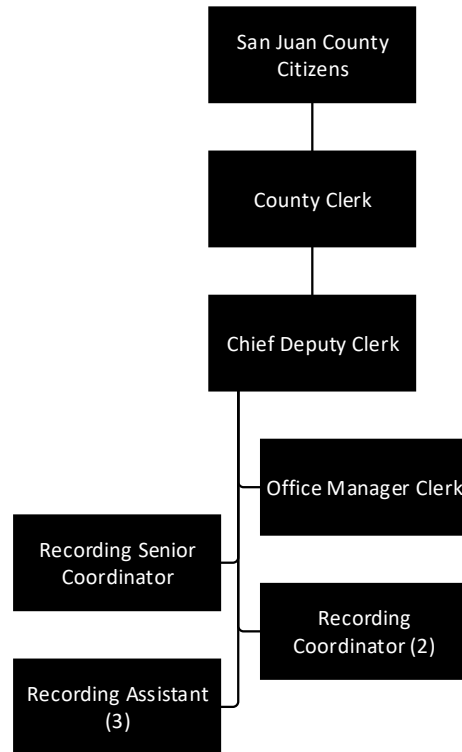 San Juan County
Citizens
County Clerk
Chief Deputy Clerk
Office Manager Clerk
Recording Senior
Coordinator
Recording
Coordinator (2)
Recording Assistant
(3)